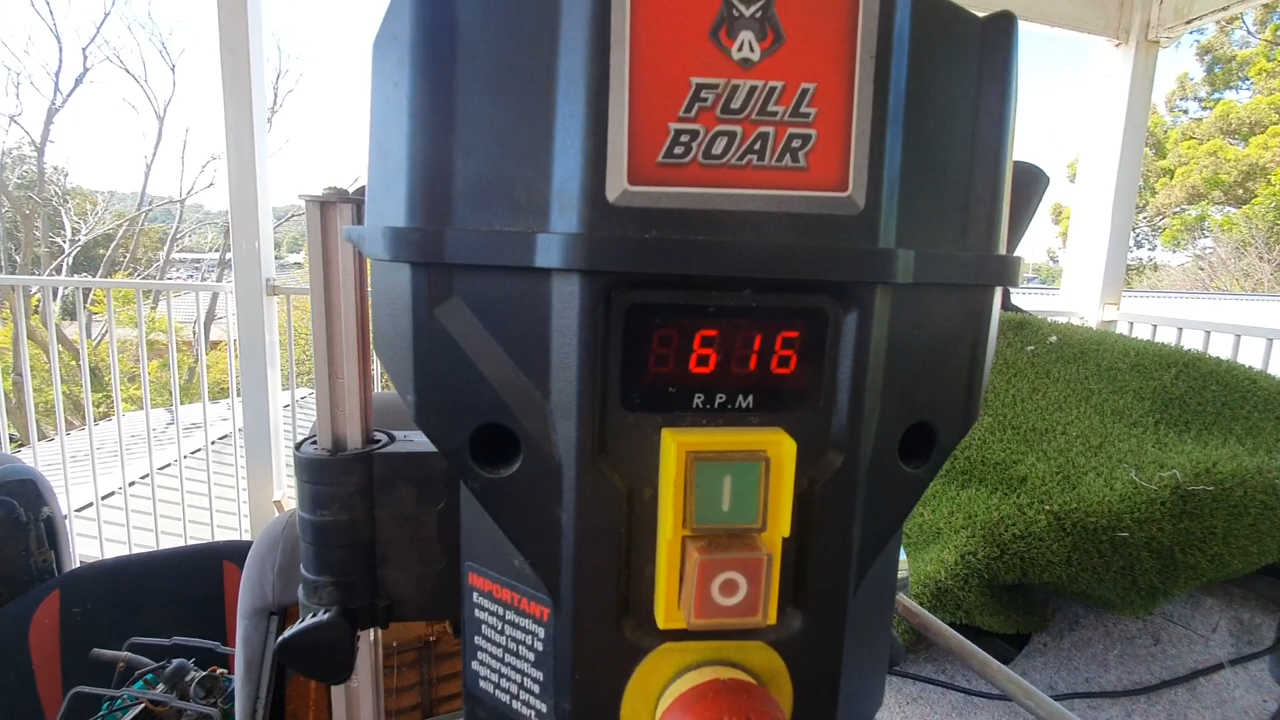 FULL
BOAR
616
R.P.M
I
O
IMPORTANT
Ensure pivoting
safety guard is
fitted in the
closed position
otherwise the
digital drill press
will not start.